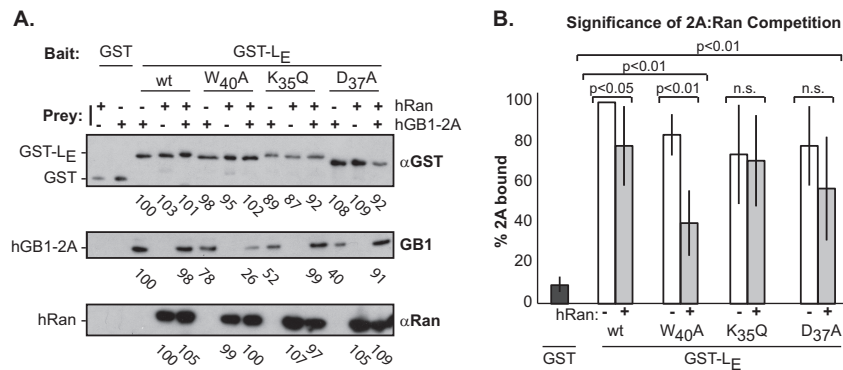 A.
Bait: GST GST-LE
wt W40A K35Q D37A
Prey:
+ - - + + - + + - + + - + + hRan
- + + - + + - + + - + + - + hGB1-2A
GST-LE
GST
αGST
100 103 101 98 95 102 89 87 92 108 109 92
hGB1-2A GB1
100 98 78 26 52 99 40 91
hRan αRan
100 105 99 100 107 97 105 109
B.
Significance of 2A:Ran Competition
p<0.01
p<0.01
p<0.05 p<0.01 n.s. n.s.
100
80
60
40
20
0
% 2A bound
hRan: - + - + - + - +
wt W40A K35Q D37A
GST GST-LE